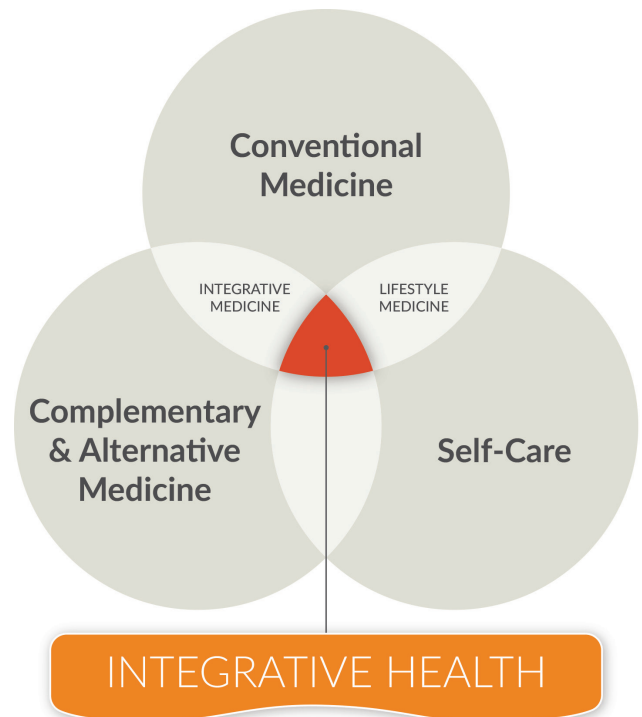 Conventional
Medicine
INTEGRATIVE
MEDICINE
LIFESTYLE
MEDICINE
Complementary
& Alternative
Medicine
Self-Care
INTEGRATIVE HEALTH